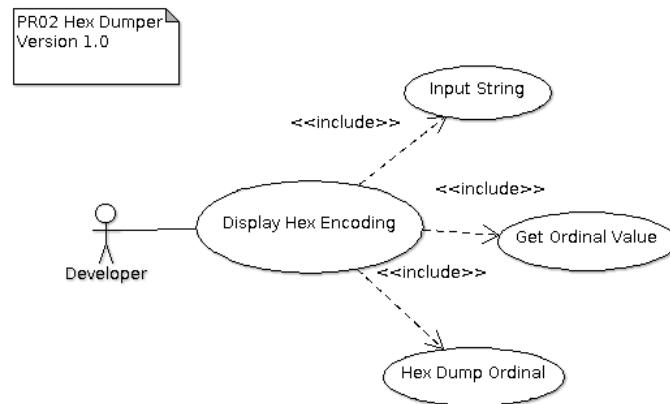 PR02 Hex Dumper
Version 1.0
Input String
<<include>>
<<include>>
Display Hex Encoding
Get Ordinal Value
Developer
<<include>>
Hex Dump Ordinal